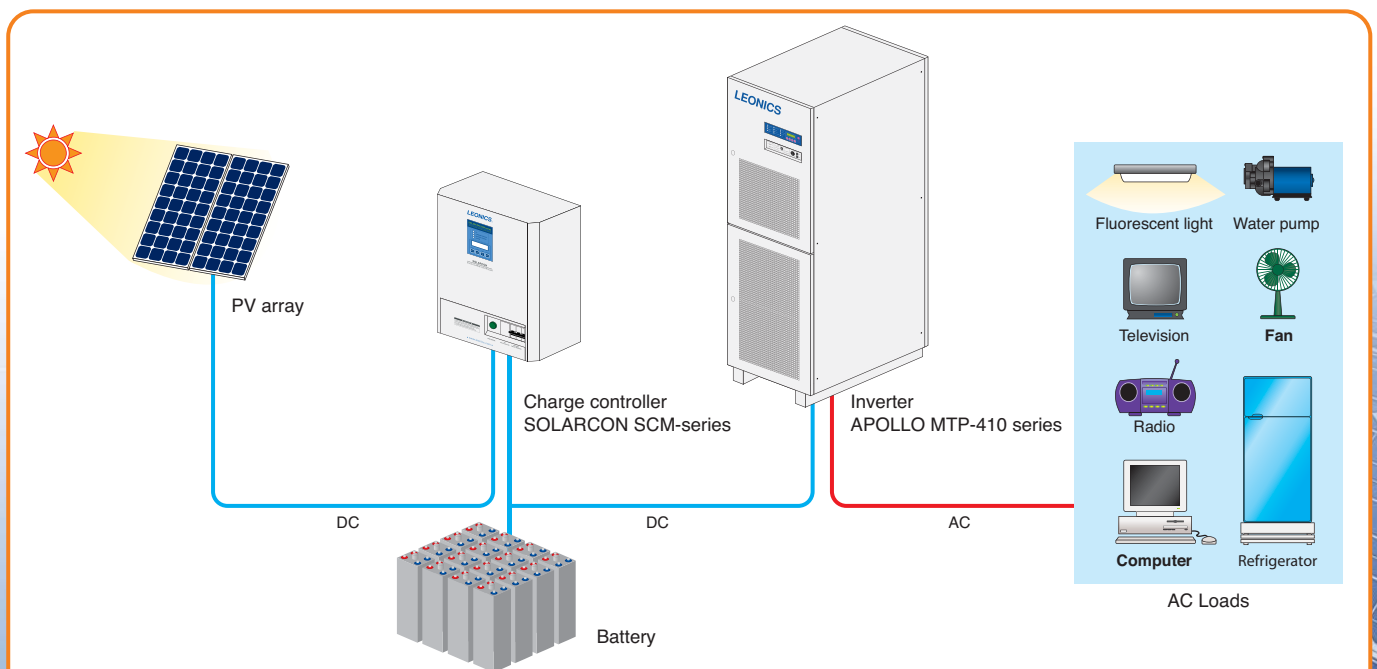 LEONICS
LEONICS
Fluorescent light
Water pump
PV array
Television
Fan
Charge controller
SOLARCON SCM-series
Inverter
APOLLO MTP-410 series
Radio
DC
DC
AC
Computer
Refrigerator
AC Loads
Battery